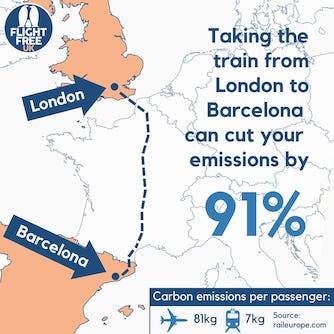 FLIGHT
FREE
UK
Taking the
train from
London to
Barcelona
can cut your
emissions by
91%
London
Barcelona
Carbon emissions per passenger:
81kg
7kg
Source:
raileurope.com